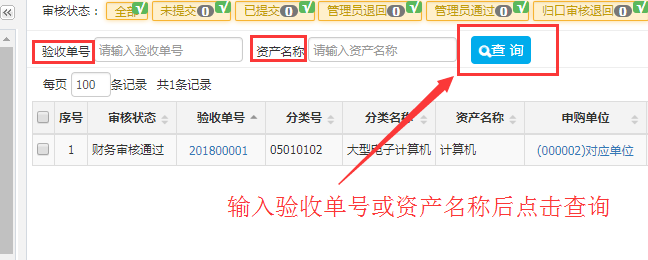 审核状态： 全部 未提交 0 已提交 0 管理员退回 0 管理员通过 0 归口审核退回 0
验收单号 请输入验收单号 资产名称 请输入资产名称 查 询
每页 100 条记录 共1条记录
序号 审核状态 验收单号 分类号 分类名称 资产名称 申购单位
1 财务审核通过 201800001 05010102 大型电子计算机 计算机 (000002)对应单位
输入验收单号或资产名称后点击查询